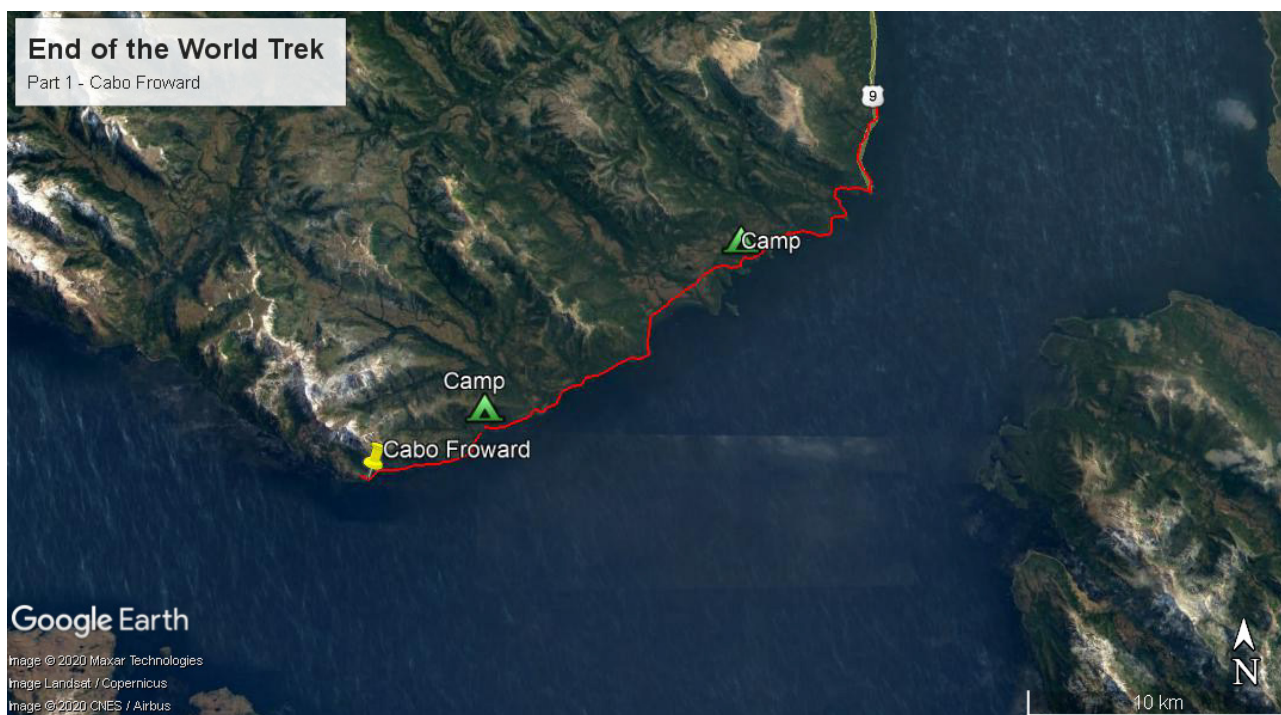 End of the World Trek
Part 1 - Cabo Froward
9
Camp
Camp
Cabo Froward
Google Earth
Image © 2020 Maxar Technologies
Image Landsat / Copernicus
Image © 2020 CNES / Airbus
N
10 km